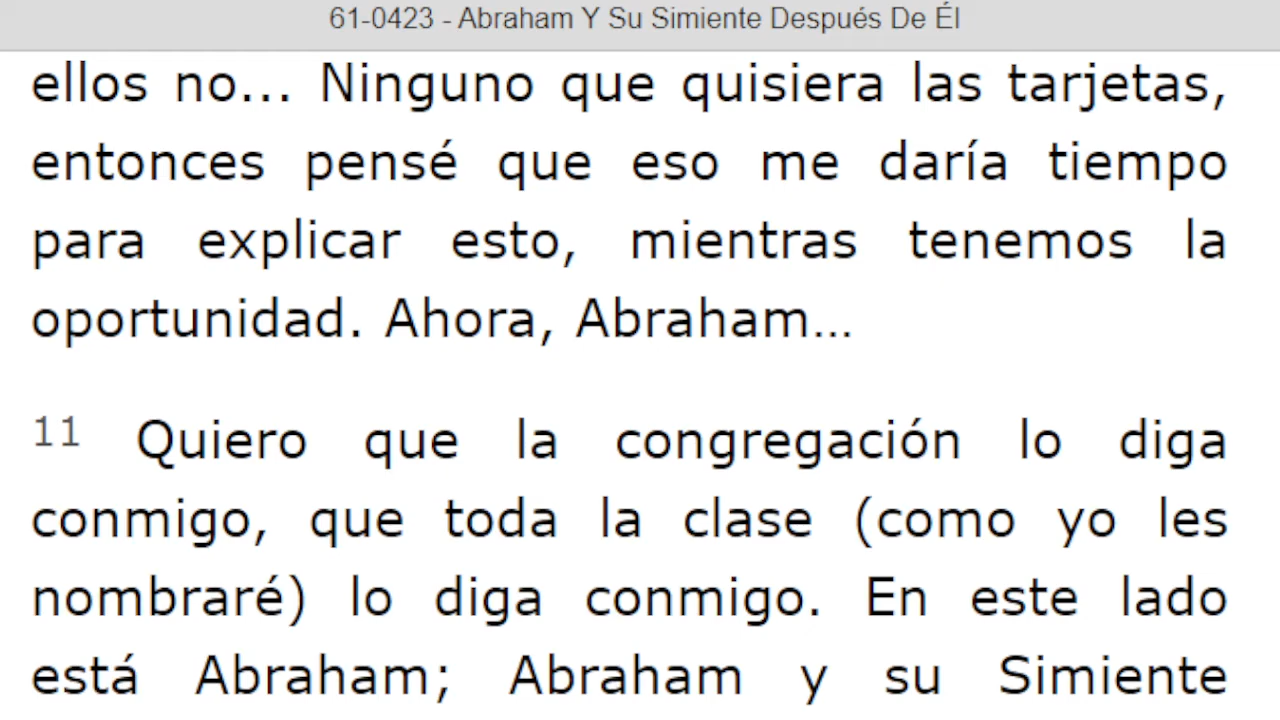 61-0423 - Abraham Y Su Simiente Después De Él
ellos no... Ninguno que quisiera las tarjetas,
entonces pensé que eso me daría tiempo
para explicar esto, mientras tenemos la
oportunidad. Ahora, Abraham...
11 Quiero que la congregación lo diga
conmigo, que toda la clase (como yo les
nombraré) lo diga conmigo. En este lado
está Abraham; Abraham y su Simiente